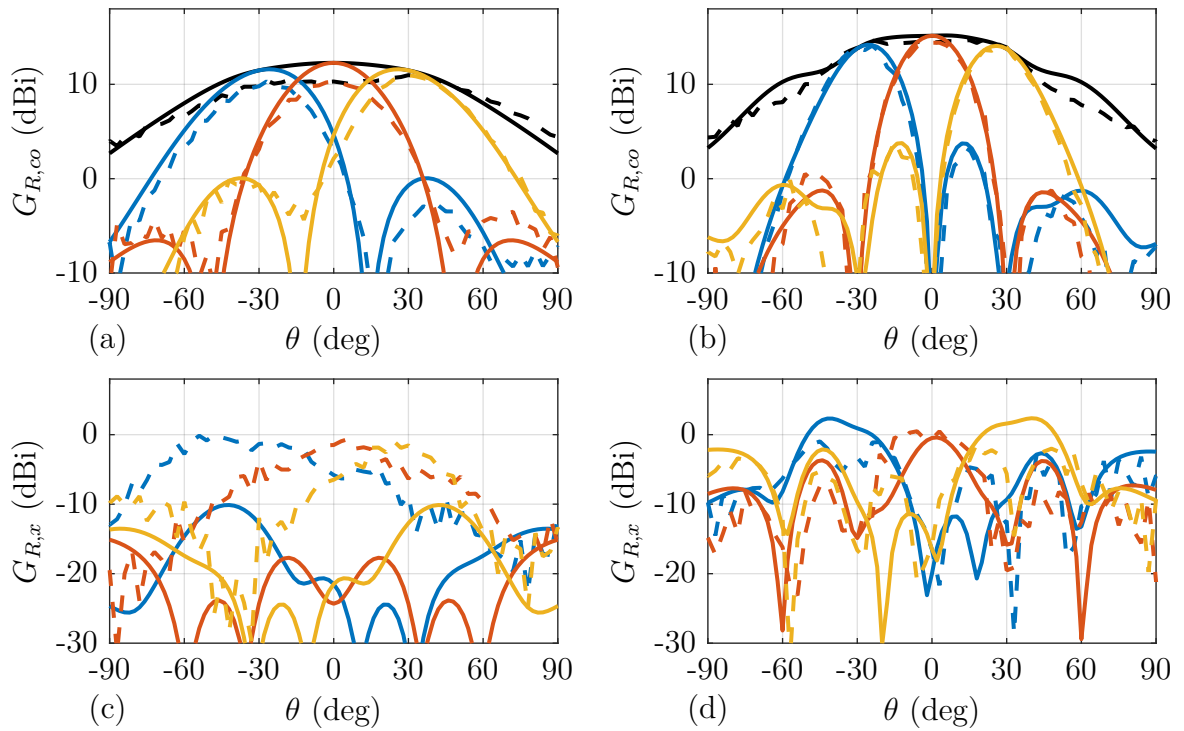 G_{R,co} (dBi)
10
0
-10
-90 -60 -30 0 30 60 90
(a) θ (deg)
G_{R,co} (dBi)
10
0
-10
-90 -60 -30 0 30 60 90
(b) θ (deg)
G_{R,x} (dBi)
0
-10
-20
-30
-90 -60 -30 0 30 60 90
(c) θ (deg)
G_{R,x} (dBi)
0
-10
-20
-30
-90 -60 -30 0 30 60 90
(d) θ (deg)